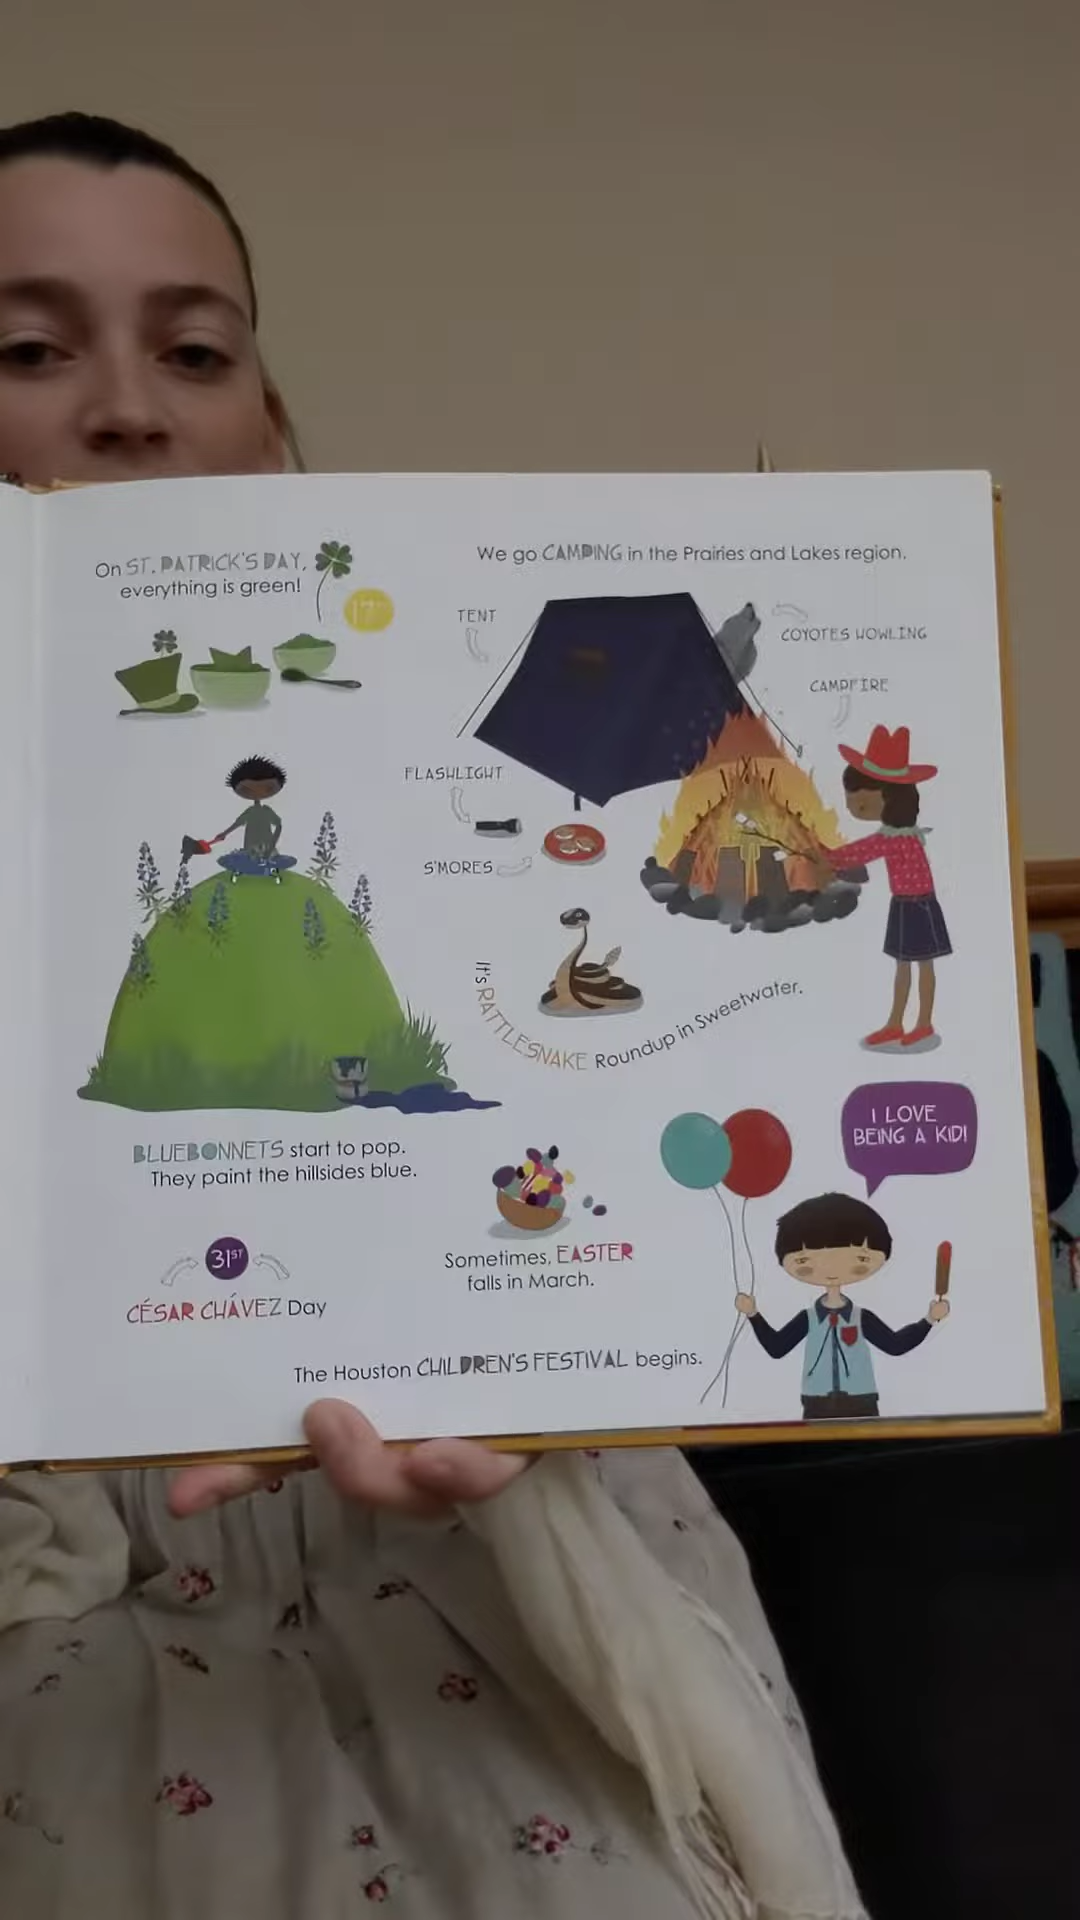 On ST. PATRICK'S DAY,
everything is green!
17TH
We go CAMPING in the Prairies and Lakes region.
TENT
COYOTES HOWLING
CAMPFIRE
FLASHLIGHT
S'MORES
It's RATTLESNAKE Roundup in Sweetwater.
BLUEBONNETS start to pop.
They paint the hillsides blue.
31ST
CÉSAR CHÁVEZ Day
Sometimes, EASTER
falls in March.
I LOVE
BEING A KID!
The Houston CHILDREN'S FESTIVAL begins.